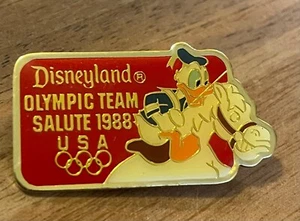 Disneyland®
OLYMPIC TEAM
SALUTE 1988
USA